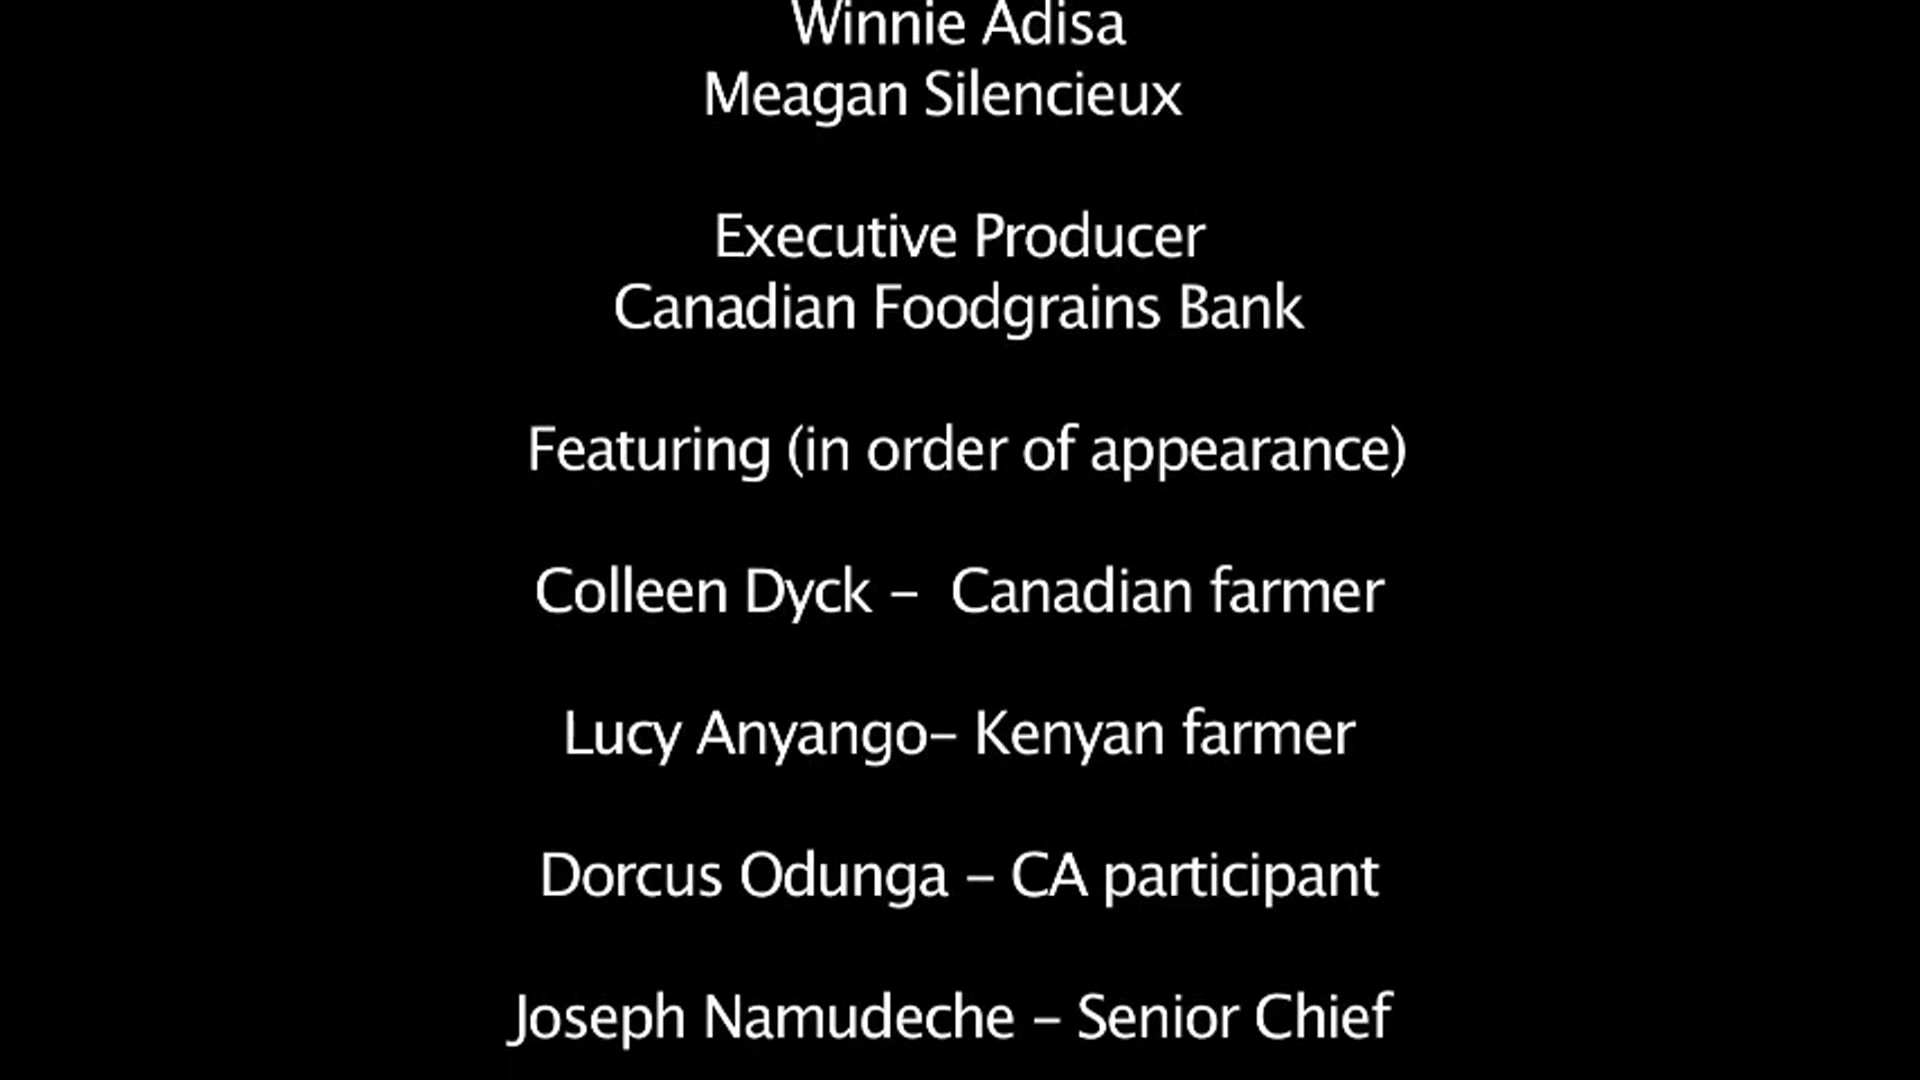 Winnie Adisa
Meagan Silencieux
Executive Producer
Canadian Foodgrains Bank
Featuring (in order of appearance)
Colleen Dyck –  Canadian farmer
Lucy Anyango– Kenyan farmer
Dorcus Odunga – CA participant
Joseph Namudeche – Senior Chief